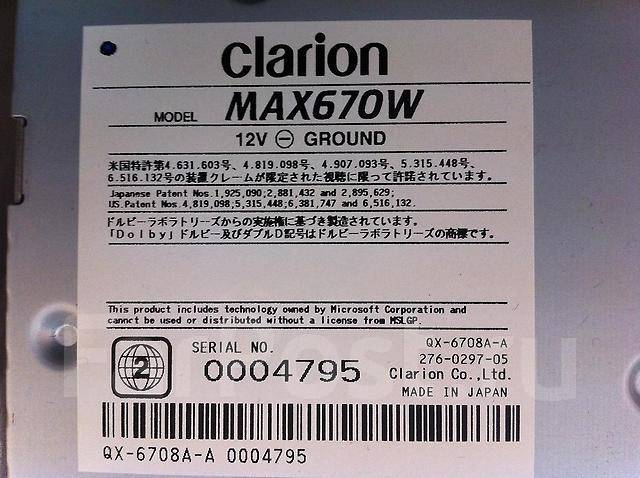 clarion
MODEL MAX670W
12V ⊖ GROUND
米国特許第4.631.603号、4.819.098号、4.907.093号、5.315.448号、
6.516.132号の装置クレームが限定された視聴に限って許諾されています。
Japanese Patent Nos.1,925,090;2,881,432 and 2,895,629;
US.Patent Nos.4,819,098;5,315,448;6,381,747 and 6,516,132.
ドルビーラボラトリーズからの実施権に基づき製造されています。
「Dolby」ドルビー及びダブルD記号はドルビーラボラトリーズの商標です。
This product includes technology owned by Microsoft Corporation and
cannot be used or distributed without a license from MSLGP.
2
SERIAL NO.
0004795
QX-6708A-A
276-0297-05
Clarion Co.,Ltd.
MADE IN JAPAN
QX-6708A-A 0004795